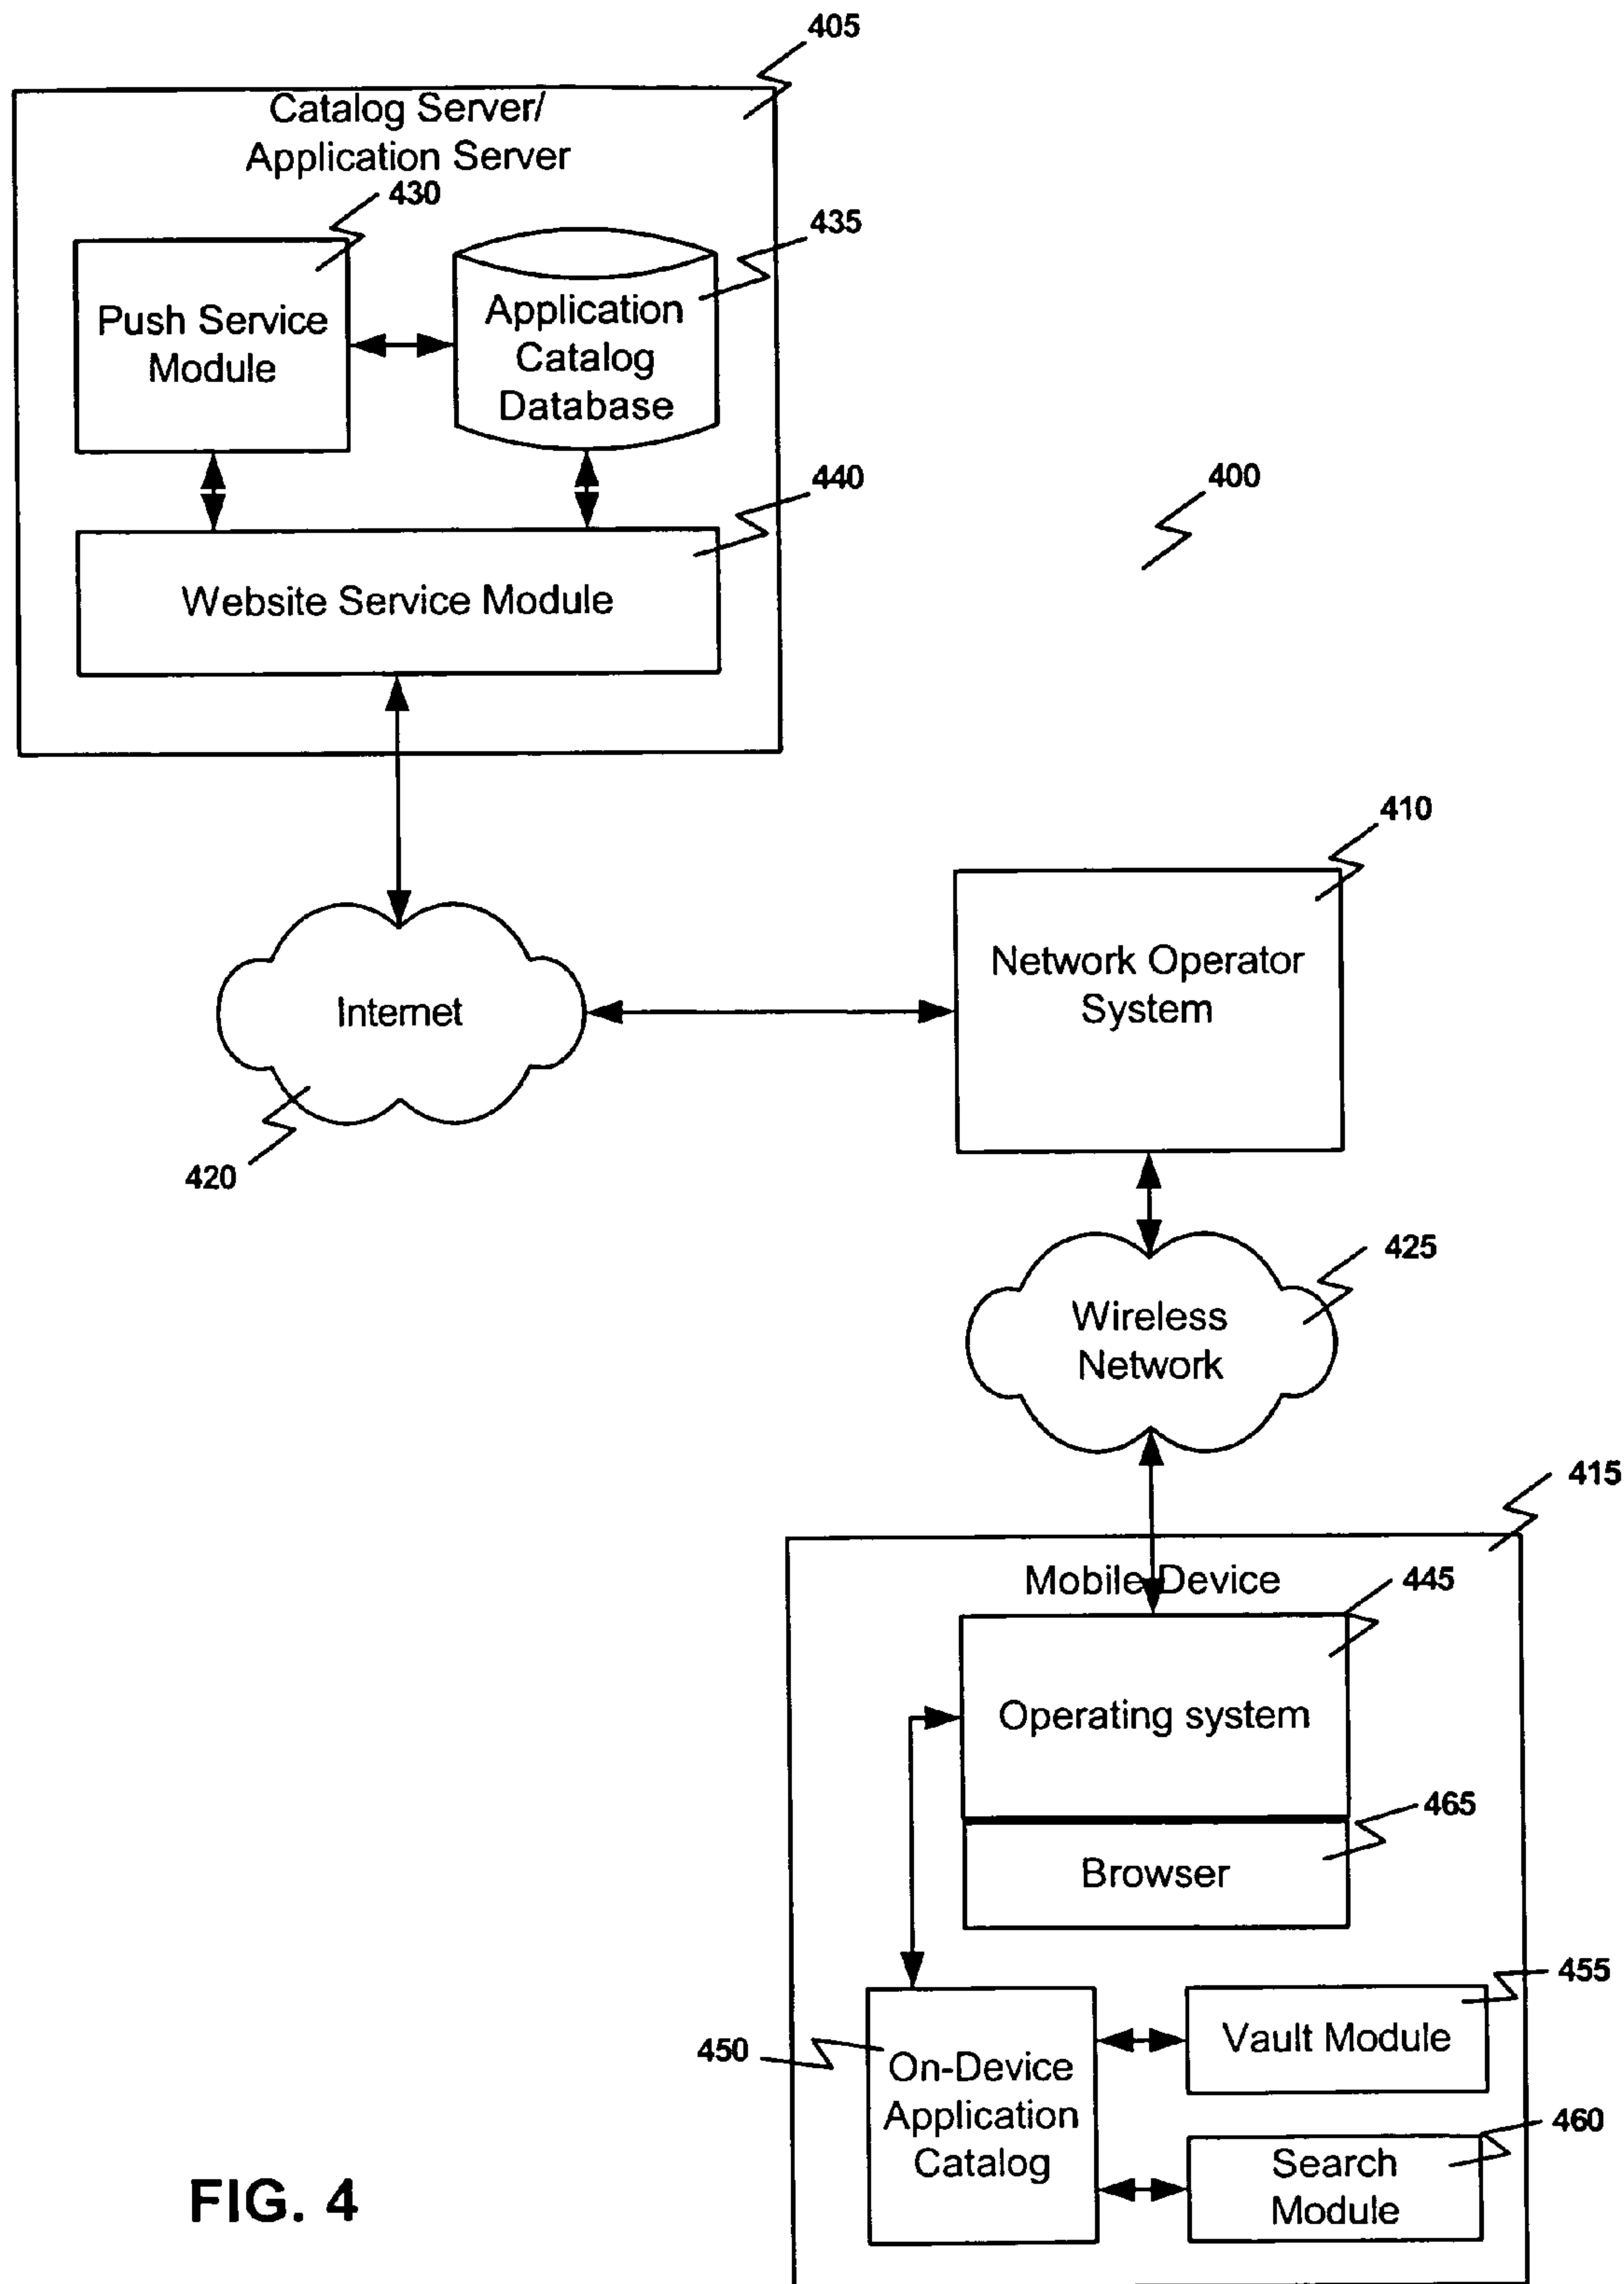 405
Catalog Server/
Application Server
430
435
Push Service
Module
Application
Catalog
Database
440
400
Website Service Module
410
Network Operator
System
Internet
420
425
Wireless
Network
415
Mobile Device
445
Operating system
465
Browser
455
Vault Module
450
On-Device
Application
Catalog
460
Search
Module
FIG. 4